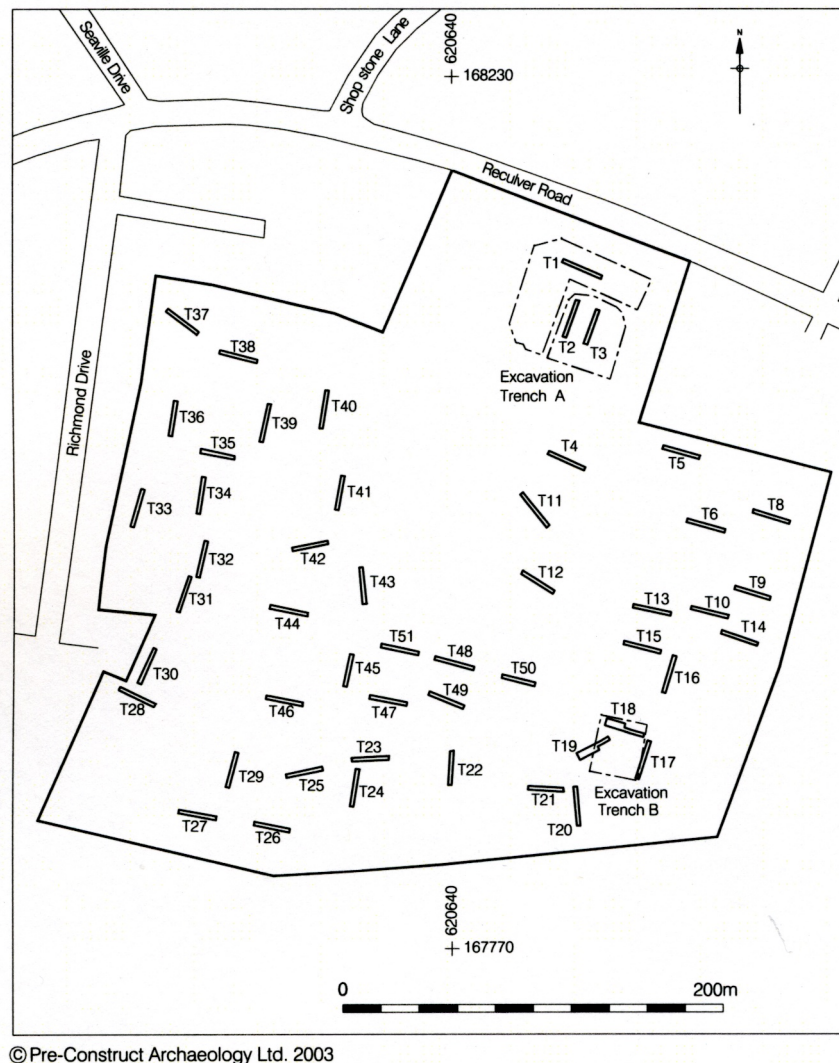 Seaville Drive
Shop stone Lane
620640
168230
N
Reculver Road
Richmond Drive
T1
T2
T3
Excavation
Trench A
T37
T38
T36
T39
T40
T35
T4
T5
T34
T41
T33
T11
T6
T8
T32
T42
T43
T12
T9
T31
T44
T13
T10
T14
T51
T48
T15
T30
T45
T50
T16
T28
T46
T47
T49
T18
T19
T17
T29
T25
T23
T24
T22
T21
T20
Excavation
Trench B
T27
T26
620640
167770
0
200m
© Pre-Construct Archaeology Ltd. 2003